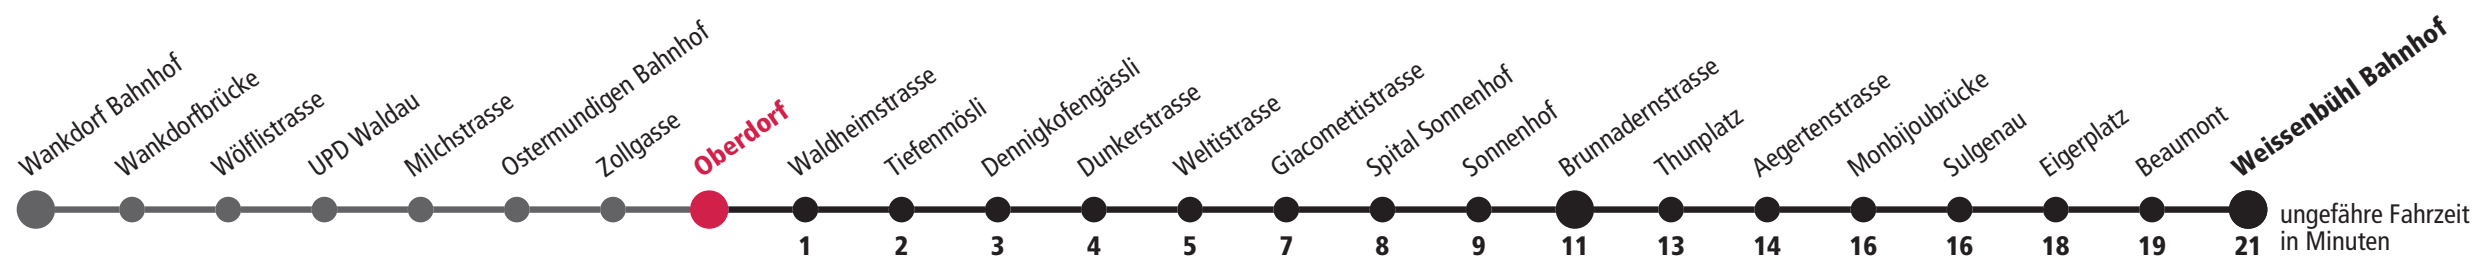 Wankdorf Bahnhof
Wankdorfbrücke
Wölflistrasse
UPD Waldau
Milchstrasse
Ostermundigen Bahnhof
Zollgasse
Oberdorf
Waldheimstrasse
Tiefenmösli
Dennigkofengässli
Dunkerstrasse
Weltistrasse
Giacomettistrasse
Spital Sonnenhof
Sonnenhof
Brunnadernstrasse
Thunplatz
Aegertenstrasse
Monbijoubrücke
Sulgenau
Eigerplatz
Beaumont
Weissenbühl Bahnhof
1 2 3 4 5 7 8 9 11 13 14 16 16 18 19 21
ungefähre Fahrzeit
in Minuten